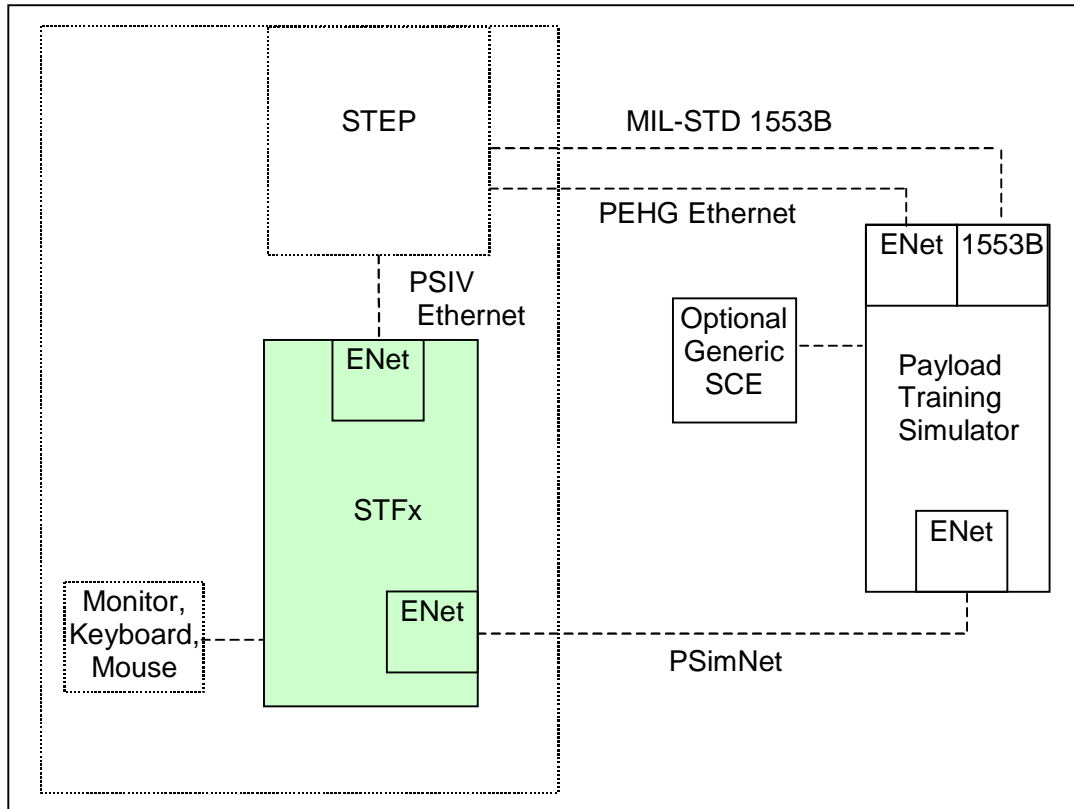 STEP
MIL-STD 1553B
PEHG Ethernet
ENet
1553B
PSIV
Ethernet
Optional
Generic
SCE
ENet
Payload
Training
Simulator
STFx
ENet
ENet
Monitor,
Keyboard,
Mouse
PSimNet